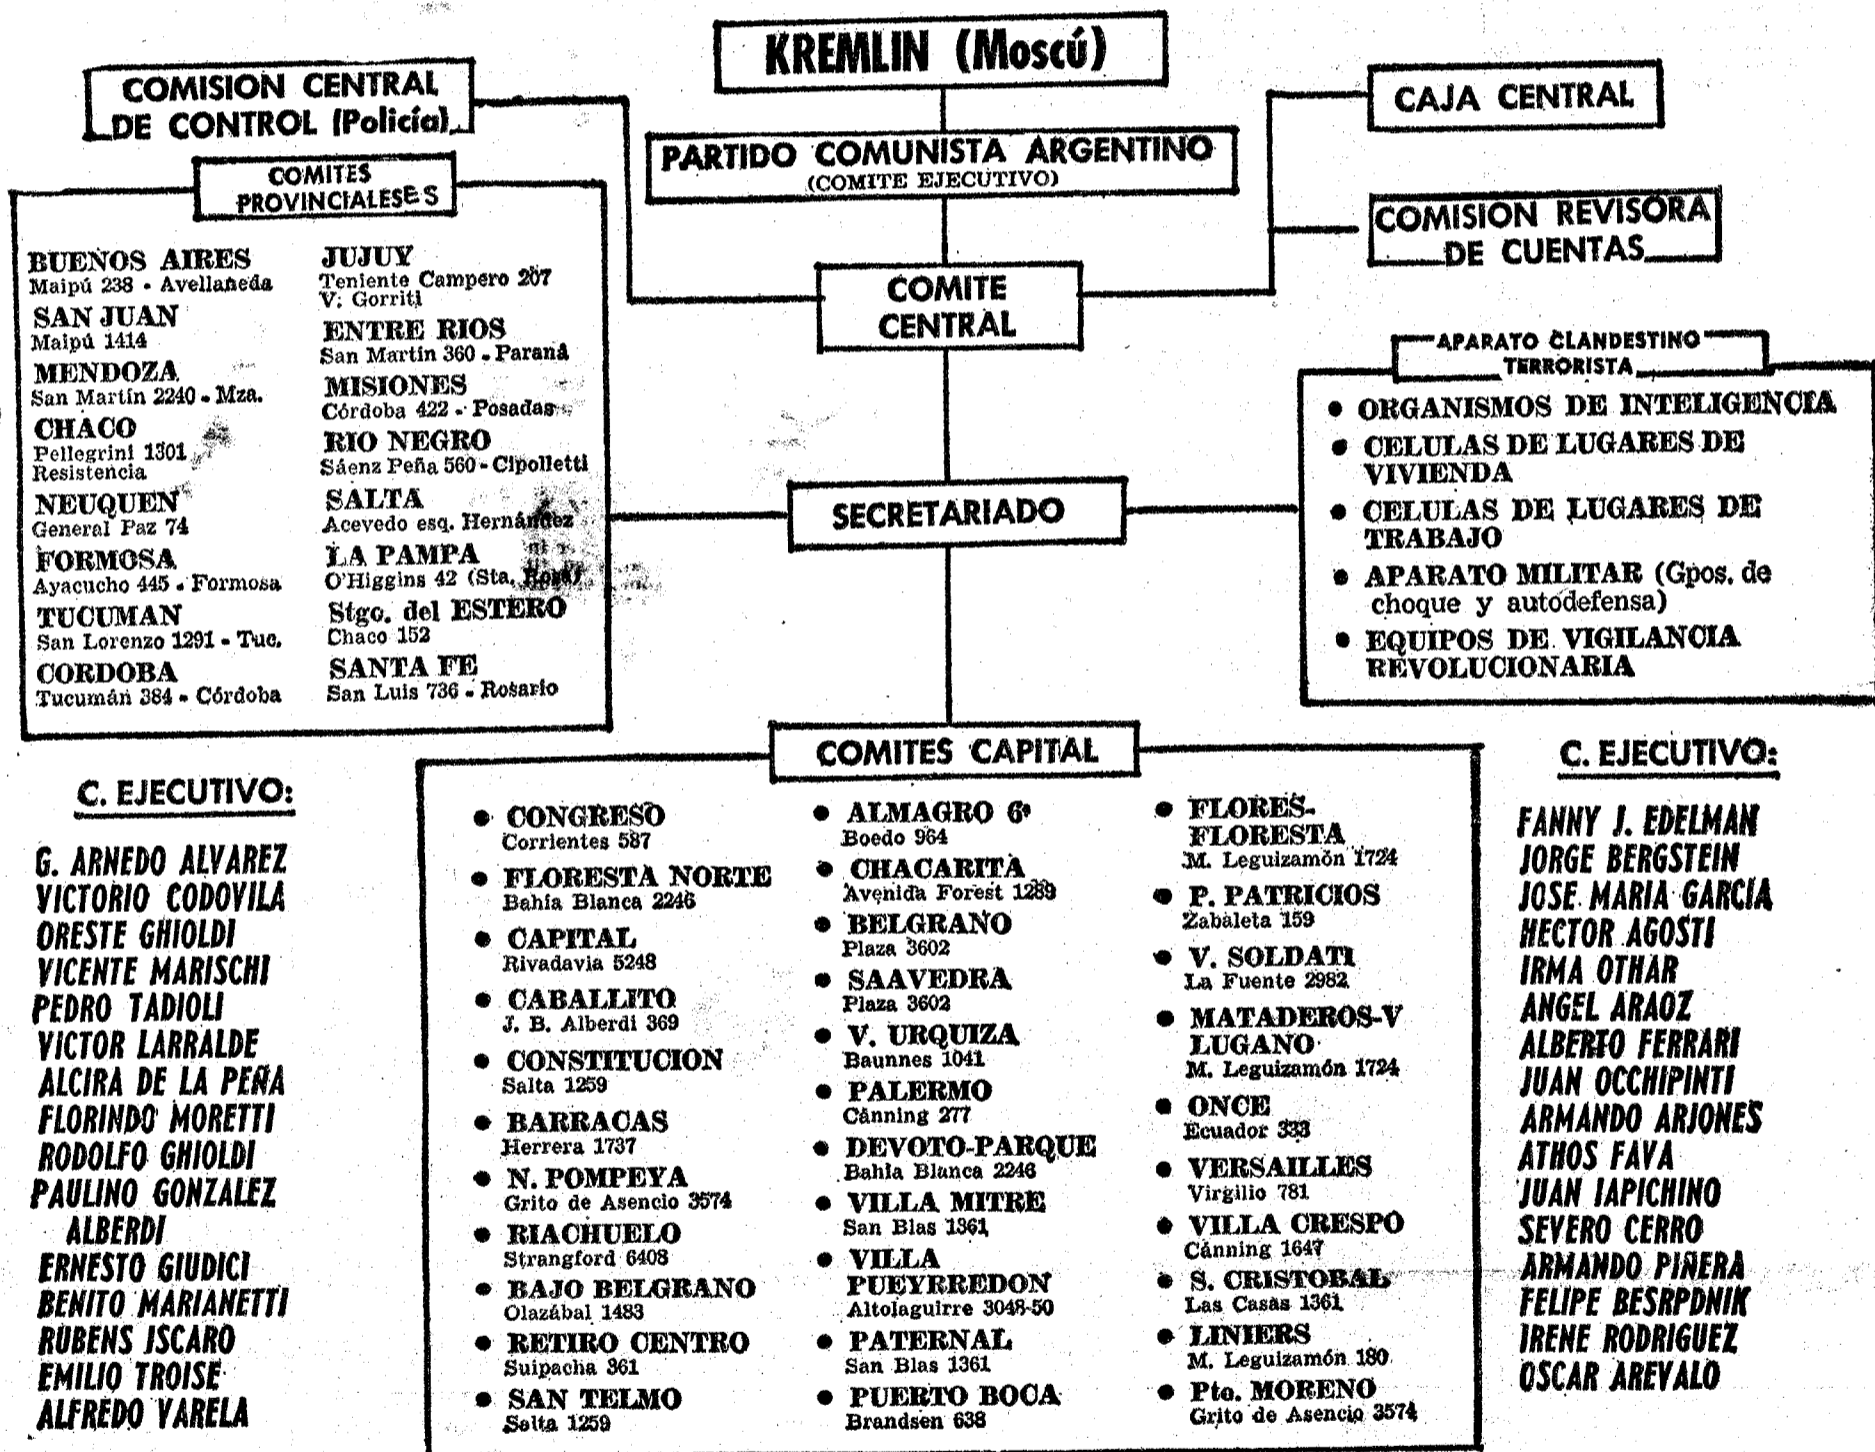 KREMLIN (Moscú)
COMISION CENTRAL
DE CONTROL (Policía)
CAJA CENTRAL
PARTIDO COMUNISTA ARGENTINO
(COMITE EJECUTIVO)
COMISION REVISORA
DE CUENTAS
COMITE
CENTRAL
COMITES
PROVINCIALESES
BUENOS AIRES
Maipú 238 - Avellaneda
SAN JUAN
Maipú 1414
MENDOZA
San Martín 2240 - Mza.
CHACO
Pellegrini 1301
Resistencia
NEUQUEN
General Paz 74
FORMOSA
Ayacucho 445 - Formosa
TUCUMAN
San Lorenzo 1291 - Tuc.
CORDOBA
Tucumán 384 - Córdoba
JUJUY
Teniente Campero 207
V. Gorriti
ENTRE RIOS
San Martín 360 - Paraná
MISIONES
Córdoba 422 - Posadas
RIO NEGRO
Sáenz Peña 560 - Cipolletti
SALTA
Acevedo esq. Hernández
LA PAMPA
O'Higgins 42 (Sta. Rosa)
Stgo. del ESTERO
Chaco 152
SANTA FE
San Luis 736 - Rosario
SECRETARIADO
APARATO CLANDESTINO
TERRORISTA
• ORGANISMOS DE INTELIGENCIA
• CELULAS DE LUGARES DE
VIVIENDA
• CELULAS DE LUGARES DE
TRABAJO
• APARATO MILITAR (Gpos. de
choque y autodefensa)
• EQUIPOS DE VIGILANCIA
REVOLUCIONARIA
C. EJECUTIVO:
G. ARNEDO ALVAREZ
VICTORIO CODOVILA
ORESTE GHIOLDI
VICENTE MARISCHI
PEDRO TADIOLI
VICTOR LARRALDE
ALCIRA DE LA PEÑA
FLORINDO MORETTI
RODOLFO GHIOLDI
PAULINO GONZALEZ
ALBERDI
ERNESTO GIUDICI
BENITO MARIANETTI
RUBENS ISCARO
EMILIO TROISE
ALFREDO VARELA
COMITES CAPITAL
• CONGRESO
Corrientes 587
• FLORESTA NORTE
Bahía Blanca 2246
• CAPITAL
Rivadavia 5248
• CABALLITO
J. B. Alberdi 369
• CONSTITUCION
Salta 1259
• BARRACAS
Herrera 1737
• N. POMPEYA
Grito de Asencio 3574
• RIACHUELO
Strangford 6408
• BAJO BELGRANO
Olazábal 1483
• RETIRO CENTRO
Suipacha 361
• SAN TELMO
Salta 1259
• ALMAGRO 6ª
Boedo 964
• CHACARITA
Avenida Forest 1289
• BELGRANO
Plaza 3602
• SAAVEDRA
Plaza 3602
• V. URQUIZA
Baunnes 1041
• PALERMO
Cánning 277
• DEVOTO-PARQUE
Bahía Blanca 2246
• VILLA MITRE
San Blas 1361
• VILLA
PUEYRREDON
Altolaguirre 3048-50
• PATERNAL
San Blas 1361
• PUERTO BOCA
Brandsen 638
• FLORES-
FLORESTA
M. Leguizamón 1724
• P. PATRICIOS
Zabaleta 159
• V. SOLDATI
La Fuente 2982
• MATADEROS-V
LUGANO
M. Leguizamón 1724
• ONCE
Ecuador 333
• VERSAILLES
Virgilio 781
• VILLA CRESPO
Cánning 1647
• S. CRISTOBAL
Las Casas 1361
• LINIERS
M. Leguizamón 180
• Pto. MORENO
Grito de Asencio 3574
C. EJECUTIVO:
FANNY J. EDELMAN
JORGE BERGSTEIN
JOSE MARIA GARCIA
HECTOR AGOSTI
IRMA OTHAR
ANGEL ARAOZ
ALBERTO FERRARI
JUAN OCCHIPINTI
ARMANDO ARJONES
ATHOS FAVA
JUAN IAPICHINO
SEVERO CERRO
ARMANDO PIÑERA
FELIPE BESRPDNIK
IRENE RODRIGUEZ
OSCAR AREVALO